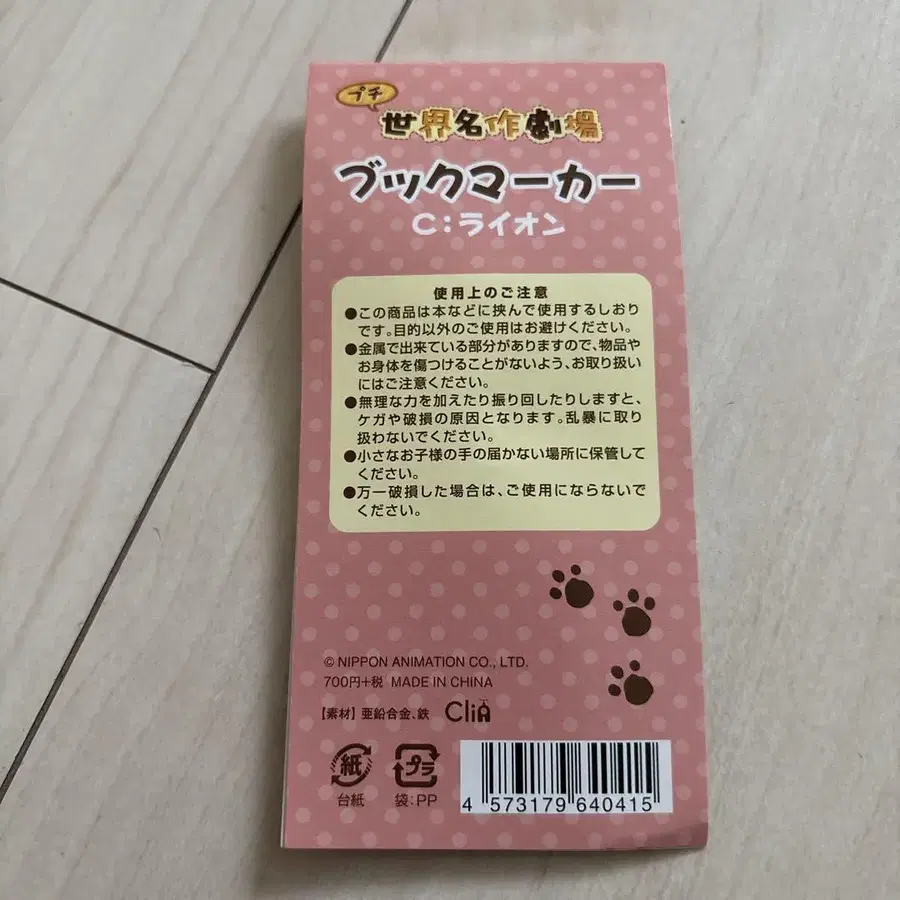 プチ
世界名作劇場
ブックマーカー
C:ライオン
使用上のご注意
●この商品は本などに挟んで使用するしおり
です。目的以外のご使用はお避けください。
●金属で出来ている部分がありますので、物品や
お身体を傷つけることがないよう、お取り扱い
にはご注意ください。
●無理な力を加えたり振り回したりしますと、
ケガや破損の原因となります。乱暴に取り
扱わないでください。
●小さなお子様の手の届かない場所に保管して
ください。
●万一破損した場合は、ご使用にならないで
ください。
© NIPPON ANIMATION CO., LTD.
700円+税 MADE IN CHINA
【素材】亜鉛合金、鉄 CliA
紙 プラ
台紙 袋:PP
4 573179 640415